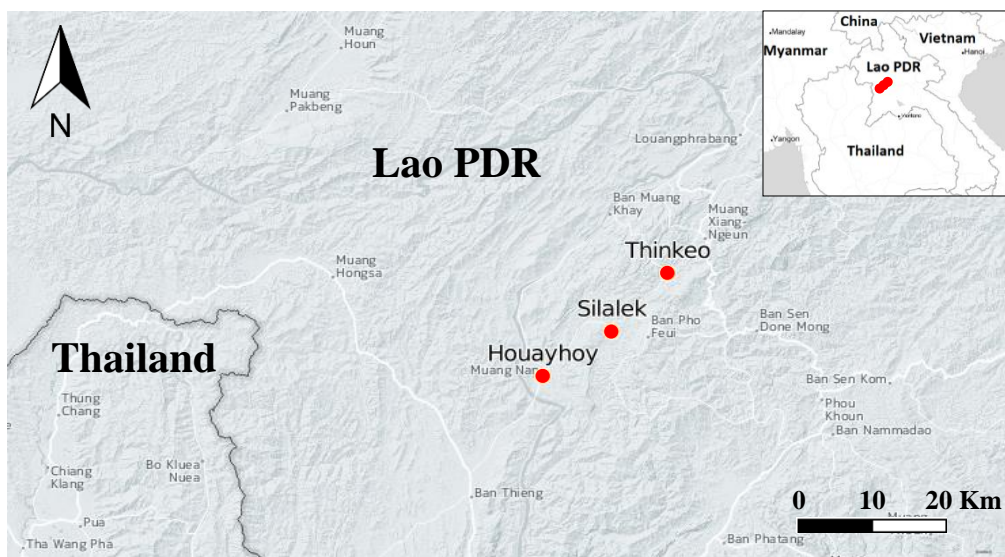 Muang
Houn
Muang
Pakbeng
N
Lao PDR
Louangphrabang
Ban Muang
Khay
Muang
Xiang-
Ngeun
Thinkeo
Muang
Hongsa
Silalek
Ban Pho
Feui
Ban Sen
Done Mong
Houayhoy
Muang Nan
Thailand
Thung
Chang
Ban Sen Kom
Phou
Khoun
Ban Nammadao
Chiang
Klang
Bo Kluea
Nuea
Ban Thieng
Pua
Tha Wang Pha
Ban Phatang
0 10 20 Km
China
Mandalay
Vietnam
Hanoi
Myanmar
Lao PDR
Yangon
Thailand